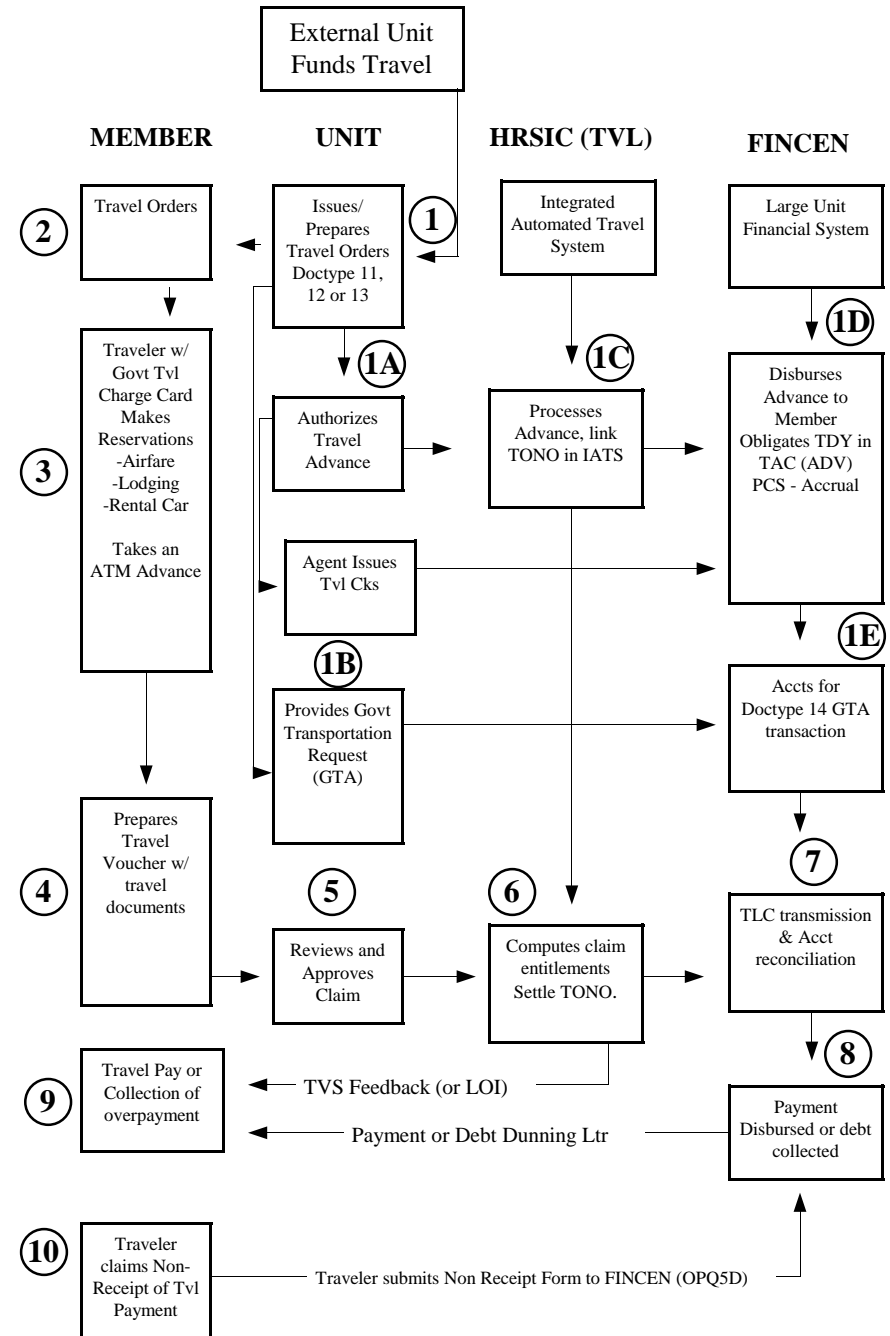 External Unit
Funds Travel
MEMBER
UNIT
HRSIC (TVL)
FINCEN
2
Travel Orders
Issues/
Prepares
Travel Orders
Doctype 11,
12 or 13
1
Integrated
Automated Travel
System
Large Unit
Financial System
1A
1C
1D
3
Traveler w/
Govt Tvl
Charge Card
Makes
Reservations
-Airfare
-Lodging
-Rental Car
Takes an
ATM Advance
Authorizes
Travel
Advance
Processes
Advance, link
TONO in IATS
Disburses
Advance to
Member
Obligates TDY in
TAC (ADV)
PCS - Accrual
Agent Issues
Tvl Cks
1B
1E
Provides Govt
Transportation
Request
(GTA)
Accts for
Doctype 14 GTA
transaction
4
Prepares
Travel
Voucher w/
travel
documents
5
6
7
Reviews and
Approves
Claim
Computes claim
entitlements
Settle TONO.
TLC transmission
& Acct
reconciliation
8
9
Travel Pay or
Collection of
overpayment
TVS Feedback (or LOI)
Payment or Debt Dunning Ltr
Payment
Disbursed or debt
collected
10
Traveler
claims Non-
Receipt of Tvl
Payment
Traveler submits Non Receipt Form to FINCEN (OPQ5D)